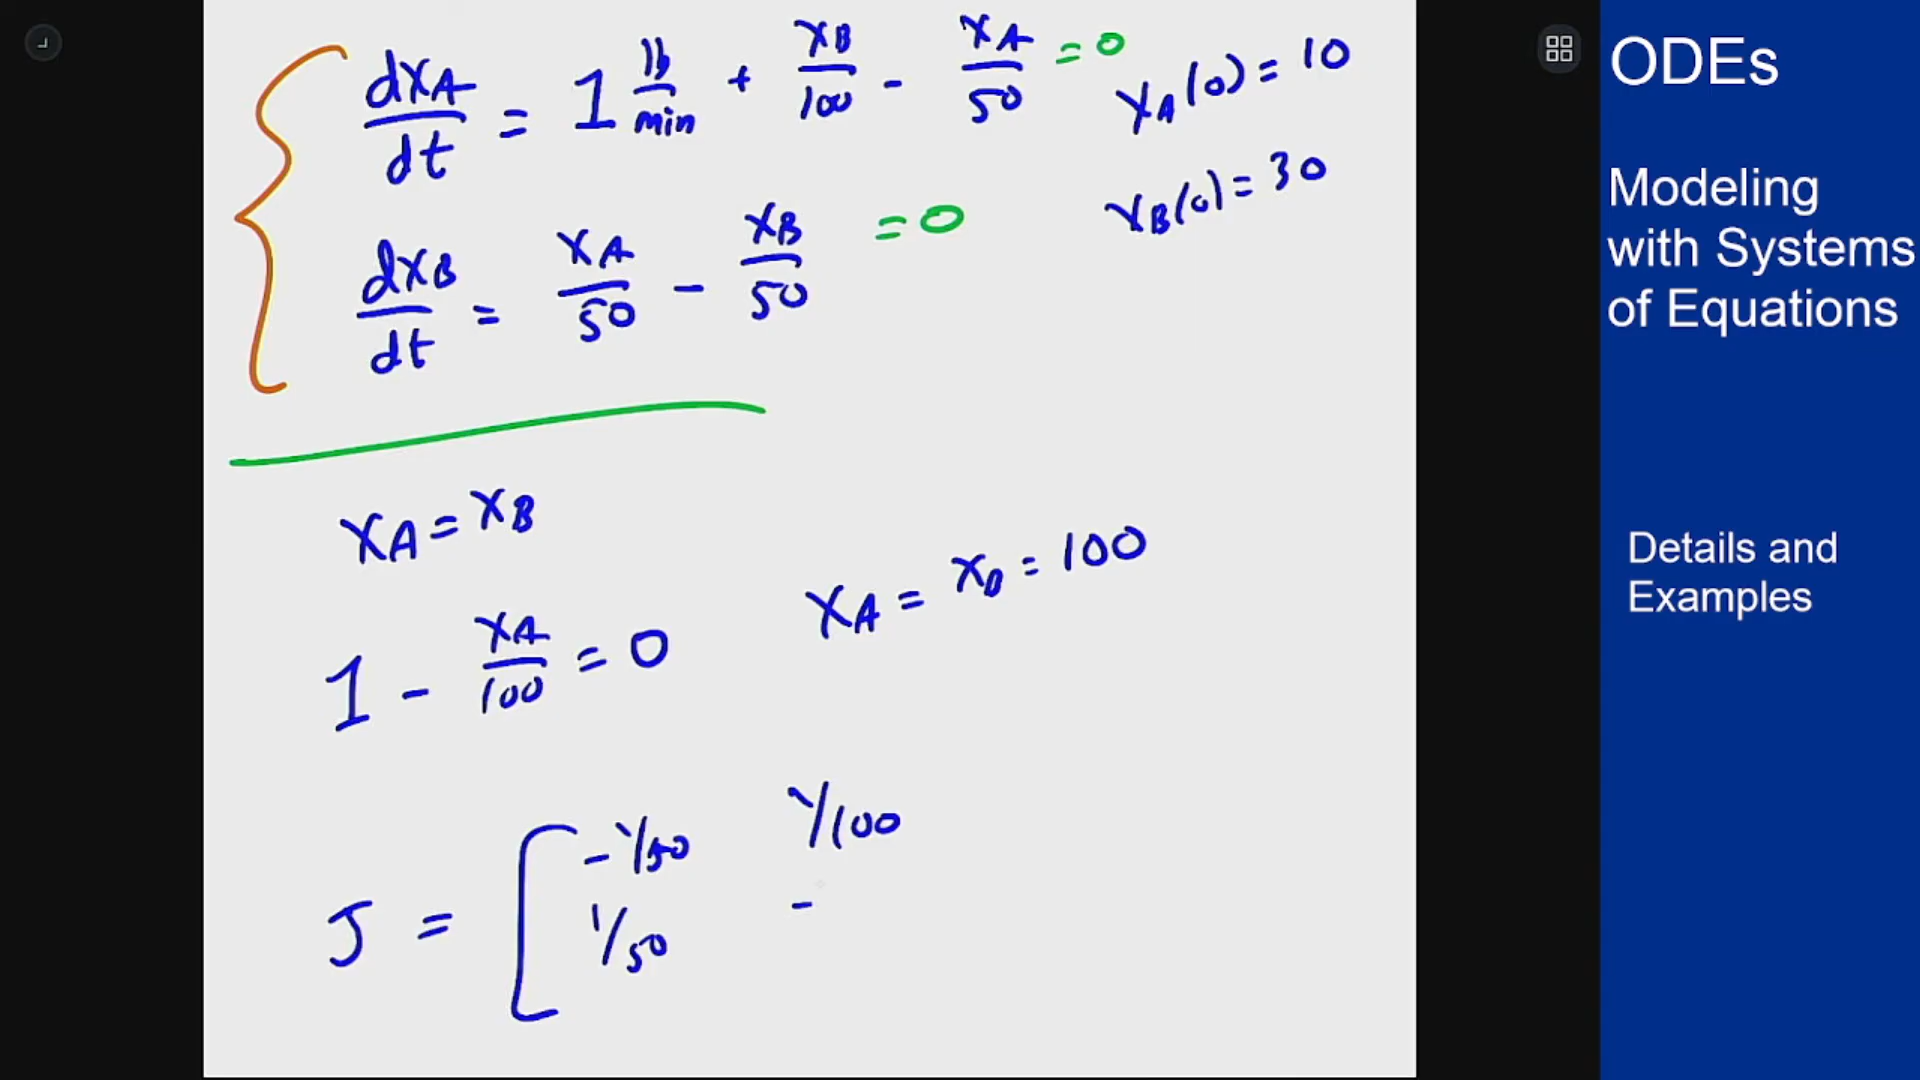 dxA/dt = 1 lb/min + xB/100 - xA/50 = 0
xA(0) = 10
dxB/dt = xA/50 - xB/50 = 0
xB(0) = 30
xA = xB
1 - xA/100 = 0
xA = xB = 100
J = [ -1/50 1/100
1/50 -
ODEs
Modeling
with Systems
of Equations
Details and
Examples